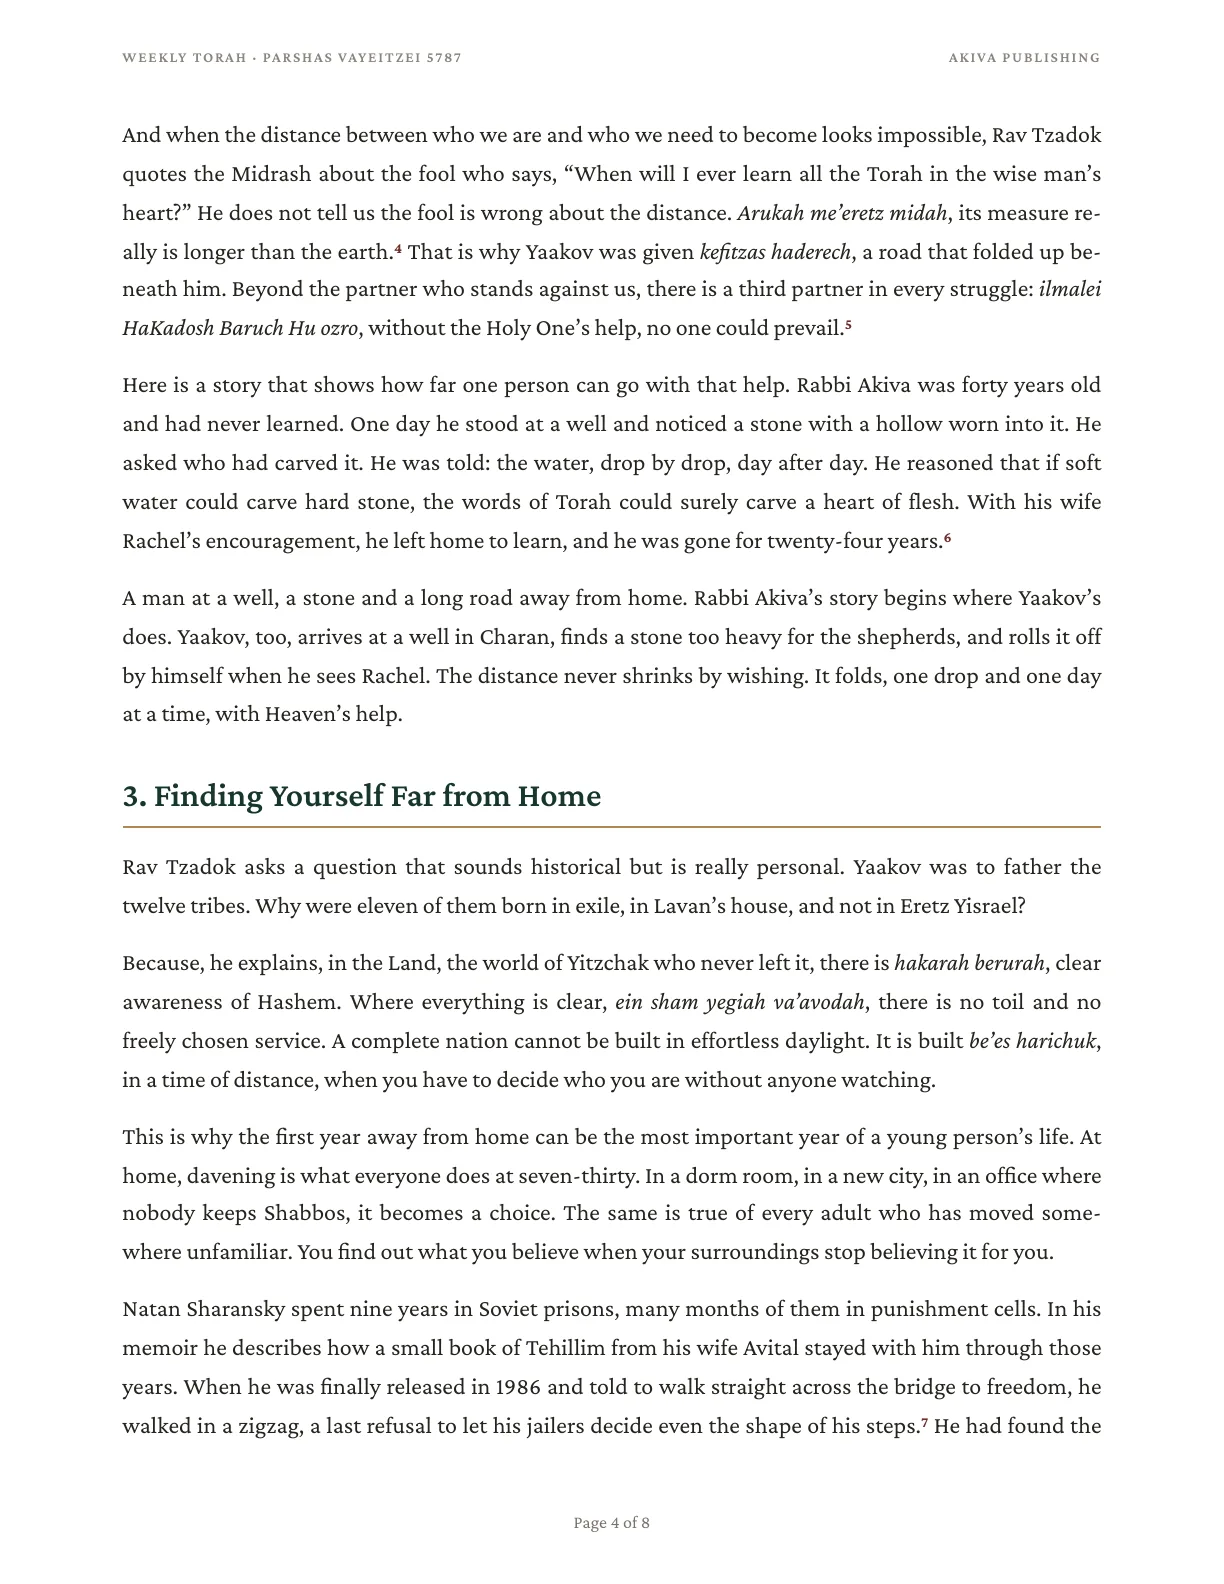 WEEKLY TORAH · PARSHAS VAYEITZEI 5787
AKIVA PUBLISHING
And when the distance between who we are and who we need to become looks impossible, Rav Tzadok
quotes the Midrash about the fool who says, “When will I ever learn all the Torah in the wise man’s
heart?” He does not tell us the fool is wrong about the distance. Arukah me’eretz midah, its measure re-
ally is longer than the earth.⁴ That is why Yaakov was given kefitzas haderech, a road that folded up be-
neath him. Beyond the partner who stands against us, there is a third partner in every struggle: ilmalei
HaKadosh Baruch Hu ozro, without the Holy One’s help, no one could prevail.⁵
Here is a story that shows how far one person can go with that help. Rabbi Akiva was forty years old
and had never learned. One day he stood at a well and noticed a stone with a hollow worn into it. He
asked who had carved it. He was told: the water, drop by drop, day after day. He reasoned that if soft
water could carve hard stone, the words of Torah could surely carve a heart of flesh. With his wife
Rachel’s encouragement, he left home to learn, and he was gone for twenty-four years.⁶
A man at a well, a stone and a long road away from home. Rabbi Akiva’s story begins where Yaakov’s
does. Yaakov, too, arrives at a well in Charan, finds a stone too heavy for the shepherds, and rolls it off
by himself when he sees Rachel. The distance never shrinks by wishing. It folds, one drop and one day
at a time, with Heaven’s help.
3. Finding Yourself Far from Home
Rav Tzadok asks a question that sounds historical but is really personal. Yaakov was to father the
twelve tribes. Why were eleven of them born in exile, in Lavan’s house, and not in Eretz Yisrael?
Because, he explains, in the Land, the world of Yitzchak who never left it, there is hakarah berurah, clear
awareness of Hashem. Where everything is clear, ein sham yegiah va’avodah, there is no toil and no
freely chosen service. A complete nation cannot be built in effortless daylight. It is built be’es harichuk,
in a time of distance, when you have to decide who you are without anyone watching.
This is why the first year away from home can be the most important year of a young person’s life. At
home, davening is what everyone does at seven-thirty. In a dorm room, in a new city, in an office where
nobody keeps Shabbos, it becomes a choice. The same is true of every adult who has moved some-
where unfamiliar. You find out what you believe when your surroundings stop believing it for you.
Natan Sharansky spent nine years in Soviet prisons, many months of them in punishment cells. In his
memoir he describes how a small book of Tehillim from his wife Avital stayed with him through those
years. When he was finally released in 1986 and told to walk straight across the bridge to freedom, he
walked in a zigzag, a last refusal to let his jailers decide even the shape of his steps.⁷ He had found the
Page 4 of 8